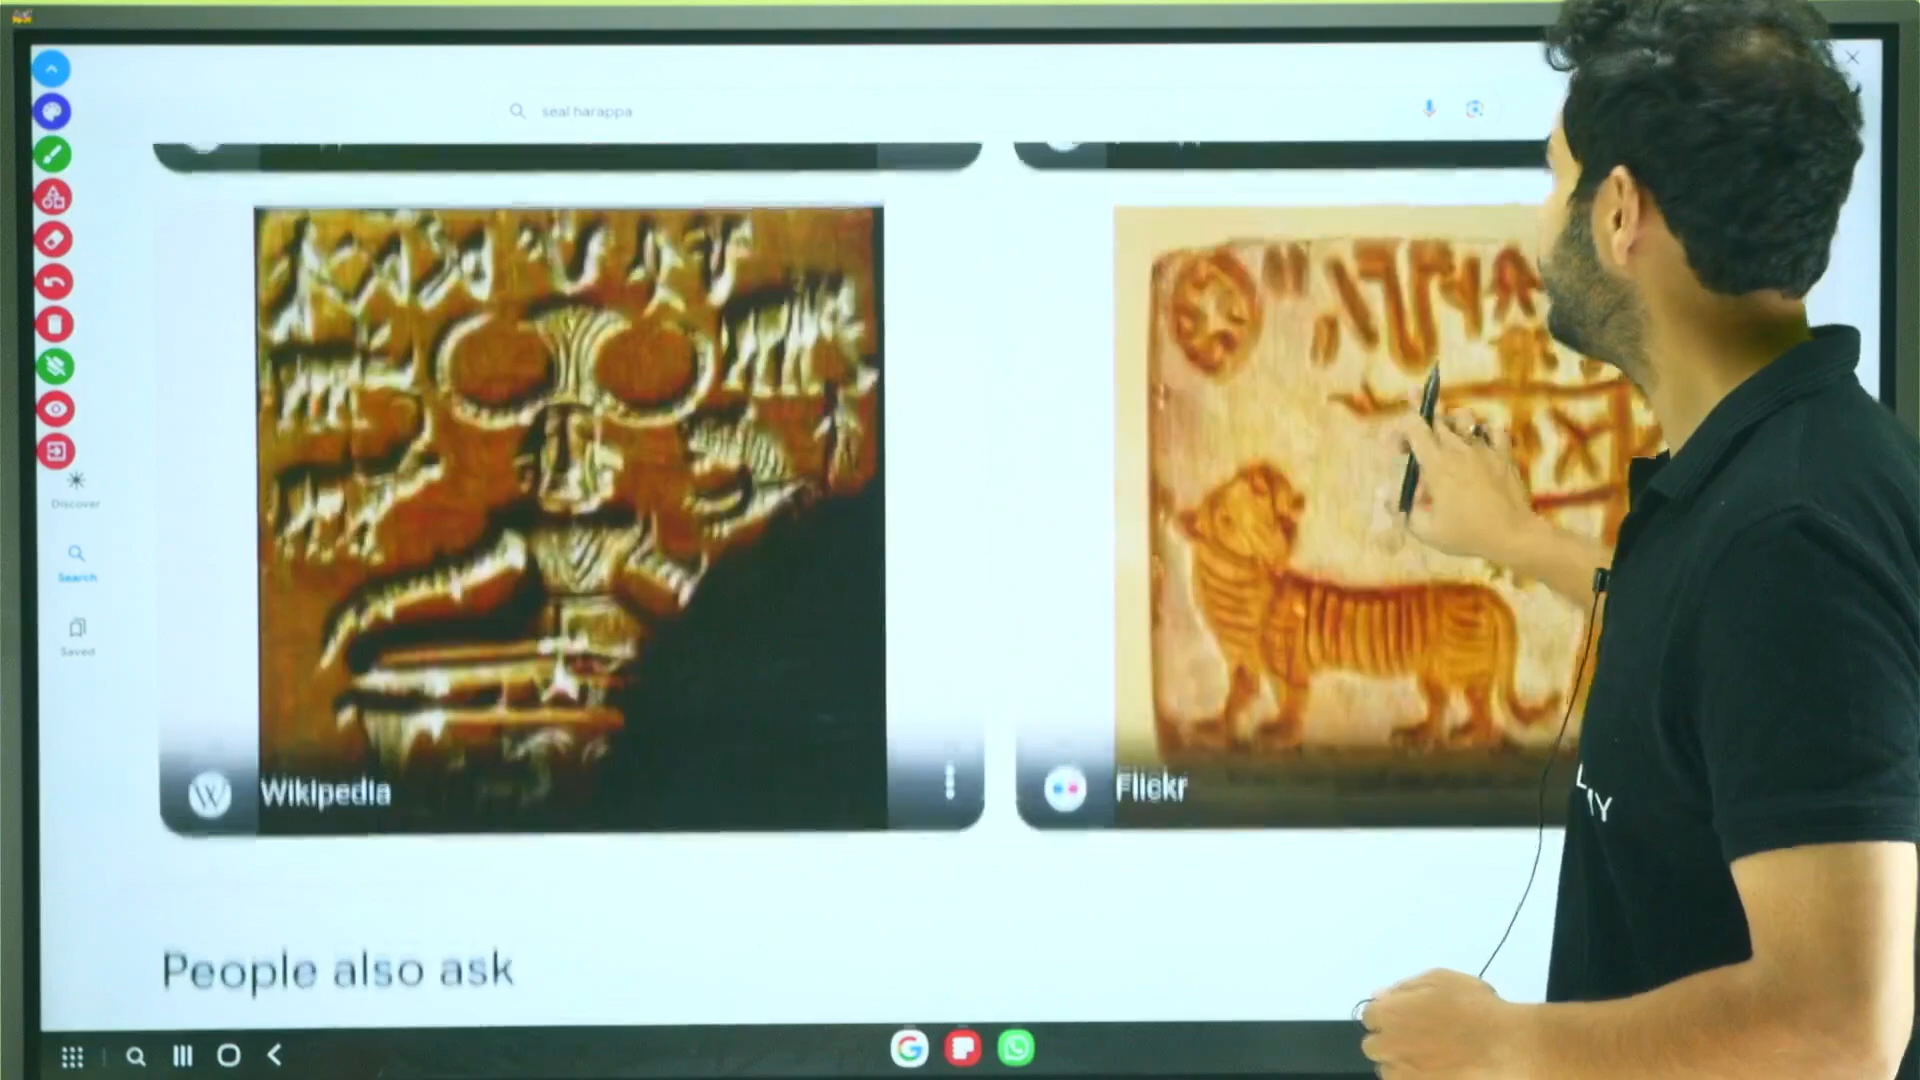 seal harappa
Discover
Search
Saved
Wikipedia
Flickr
People also ask